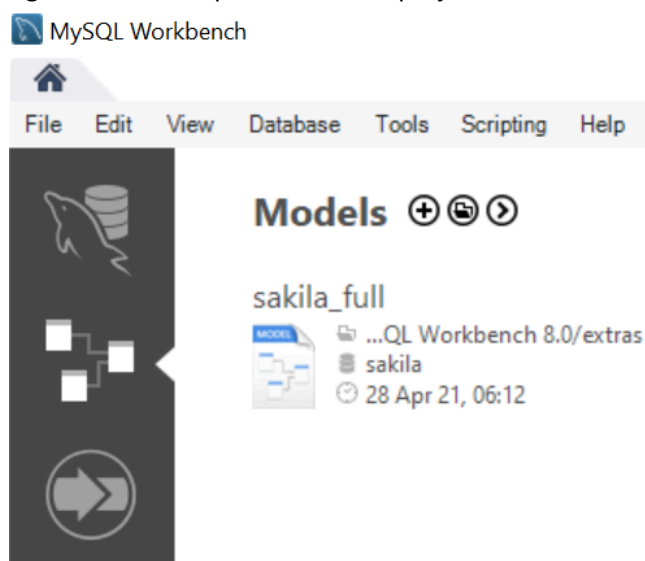 MySQL Workbench
File Edit View Database Tools Scripting Help
Models
sakila_full
MODEL
...QL Workbench 8.0/extras
sakila
28 Apr 21, 06:12